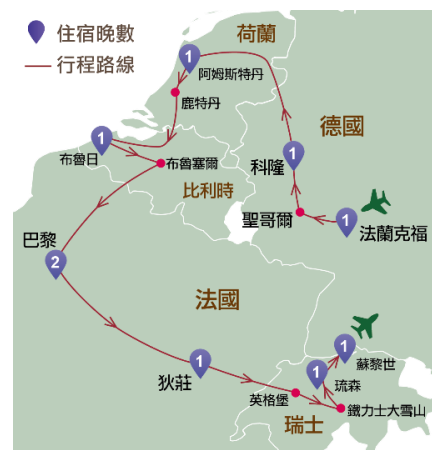 住宿晚數
行程路線
荷蘭
1
阿姆斯特丹
鹿特丹
德國
1
布魯日
布魯塞爾
1
科隆
比利時
聖哥爾
1
法蘭克福
巴黎
2
法國
1
蘇黎世
1
狄莊
1
琉森
英格堡
鐵力士大雪山
瑞士